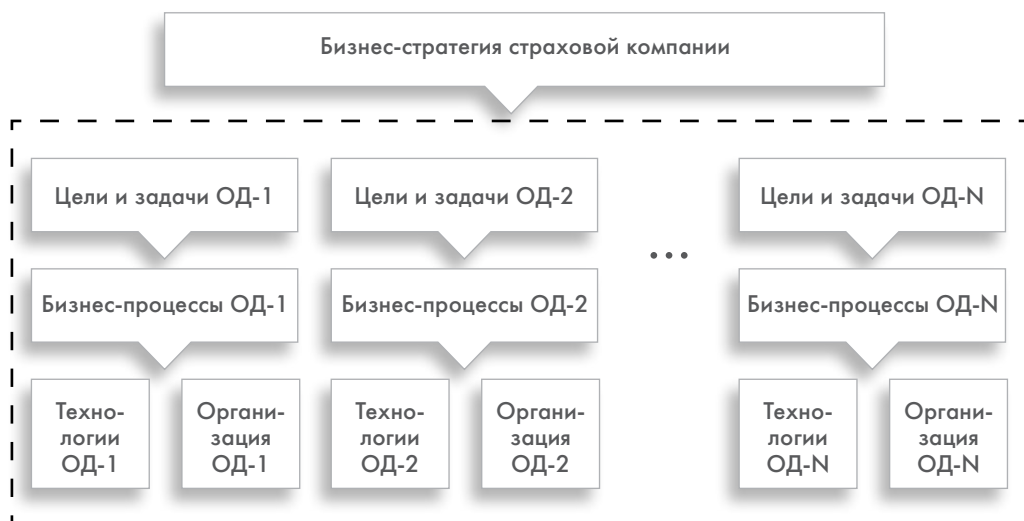 Бизнес-стратегия страховой компании
Цели и задачи ОД-1
Цели и задачи ОД-2
Цели и задачи ОД-N
...
Бизнес-процессы ОД-1
Бизнес-процессы ОД-2
Бизнес-процессы ОД-N
Техно-
логии
ОД-1
Органи-
зация
ОД-1
Техно-
логии
ОД-2
Органи-
зация
ОД-2
Техно-
логии
ОД-N
Органи-
зация
ОД-N